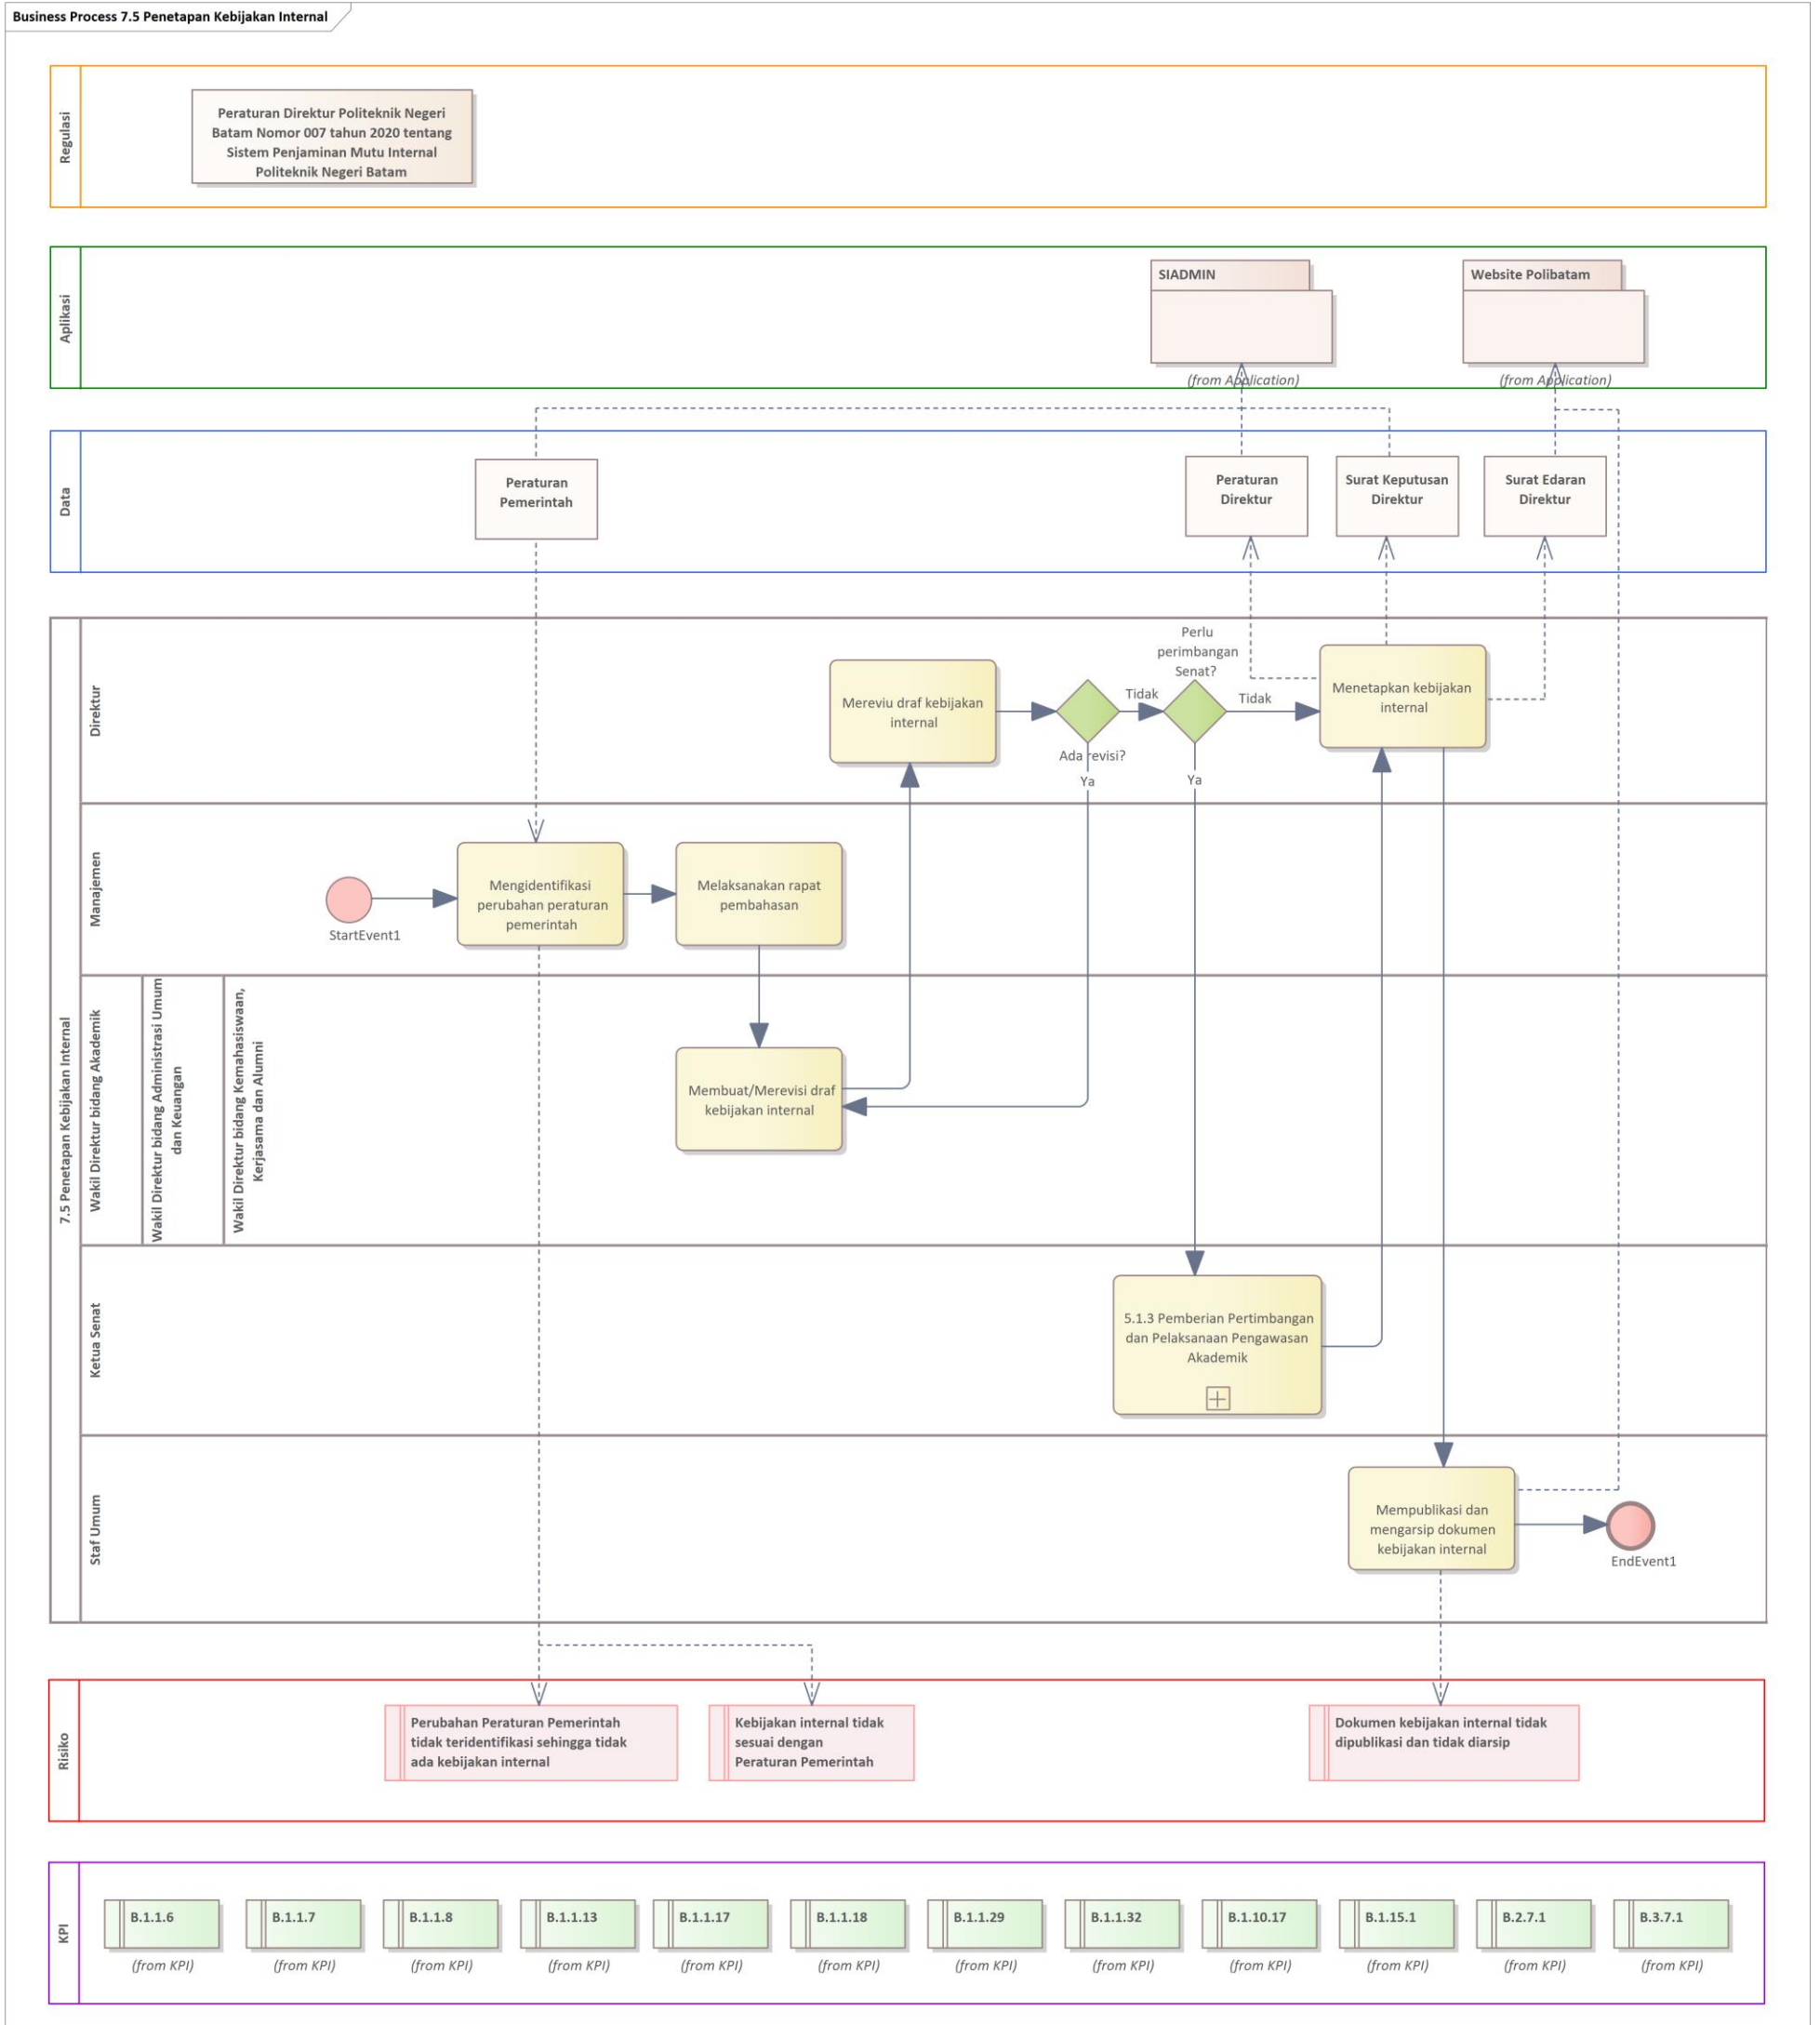 Business Process 7.5 Penetapan Kebijakan Internal
Regulasi
Peraturan Direktur Politeknik Negeri
Batam Nomor 007 tahun 2020 tentang
Sistem Penjaminan Mutu Internal
Politeknik Negeri Batam
Aplikasi
SIADMIN
(from Application)
Website Polibatam
(from Application)
Data
Peraturan
Pemerintah
Peraturan
Direktur
Surat Keputusan
Direktur
Surat Edaran
Direktur
7.5 Penetapan Kebijakan Internal
Direktur
Mereviu draf kebijakan
internal
Ada revisi?
Tidak
Ya
Perlu
perimbangan
Senat?
Tidak
Ya
Menetapkan kebijakan
internal
Manajemen
StartEvent1
Mengidentifikasi
perubahan peraturan
pemerintah
Melaksanakan rapat
pembahasan
Wakil Direktur bidang Akademik
Wakil Direktur bidang Administrasi Umum
dan Keuangan
Wakil Direktur bidang Kemahasiswaan,
Kerjasama dan Alumni
Membuat/Merevisi draf
kebijakan internal
Ketua Senat
5.1.3 Pemberian Pertimbangan
dan Pelaksanaan Pengawasan
Akademik
Staf Umum
Mempublikasi dan
mengarsip dokumen
kebijakan internal
EndEvent1
Risiko
Perubahan Peraturan Pemerintah
tidak teridentifikasi sehingga tidak
ada kebijakan internal
Kebijakan internal tidak
sesuai dengan
Peraturan Pemerintah
Dokumen kebijakan internal tidak
dipublikasi dan tidak diarsip
KPI
B.1.1.6
(from KPI)
B.1.1.7
(from KPI)
B.1.1.8
(from KPI)
B.1.1.13
(from KPI)
B.1.1.17
(from KPI)
B.1.1.18
(from KPI)
B.1.1.29
(from KPI)
B.1.1.32
(from KPI)
B.1.10.17
(from KPI)
B.1.15.1
(from KPI)
B.2.7.1
(from KPI)
B.3.7.1
(from KPI)